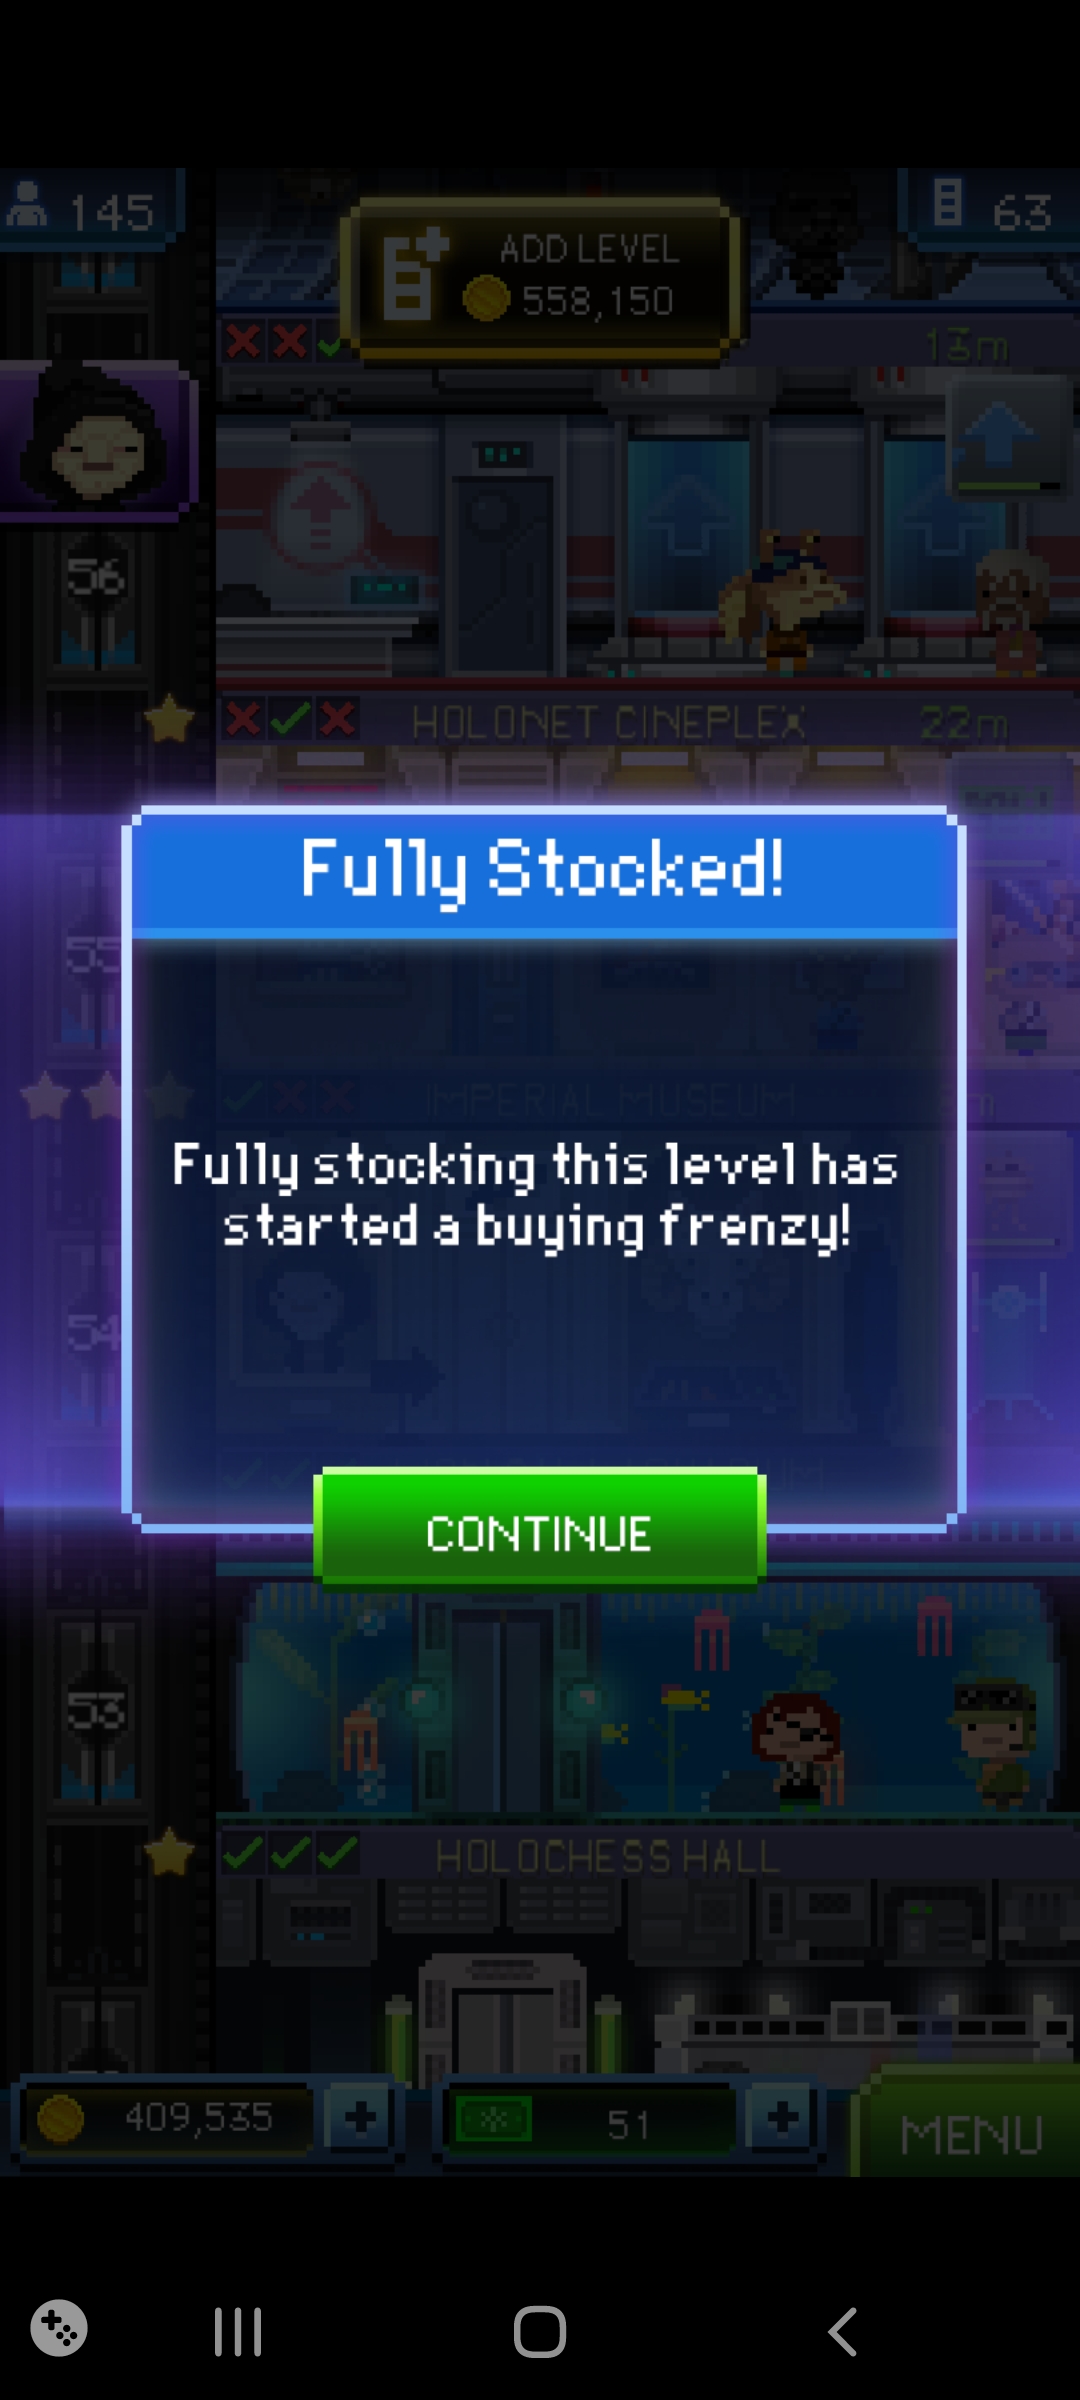 145
ADD LEVEL
558,150
63
13m
56
HOLONET CINEPLEX
22m
Fully Stocked!
55
IMPERIAL MUSEUM
Fully stocking this level has
started a buying frenzy!
54
CONTINUE
53
HOLOCHESS HALL
409,535
51
MENU